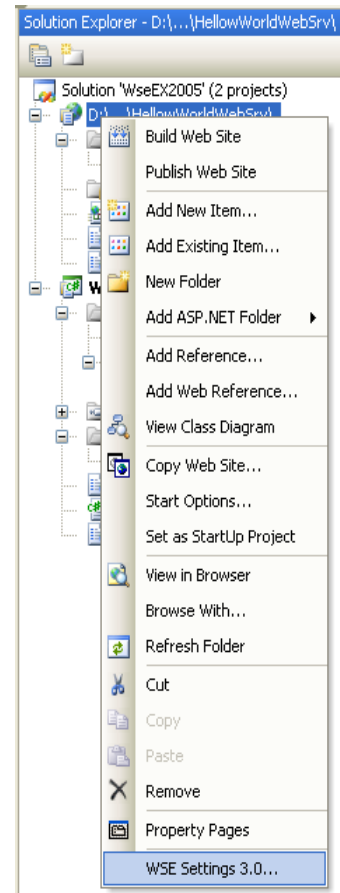 Solution Explorer - D:\...\HellowWorldWebSrv\
Solution 'WseEX2005' (2 projects)
D:\...\HellowWorldWebSrv\
Build Web Site
Publish Web Site
Add New Item...
Add Existing Item...
New Folder
W
Add ASP.NET Folder
Add Reference...
Add Web Reference...
View Class Diagram
Copy Web Site...
Start Options...
Set as StartUp Project
View in Browser
Browse With...
Refresh Folder
Cut
Copy
Paste
Remove
Property Pages
WSE Settings 3.0...